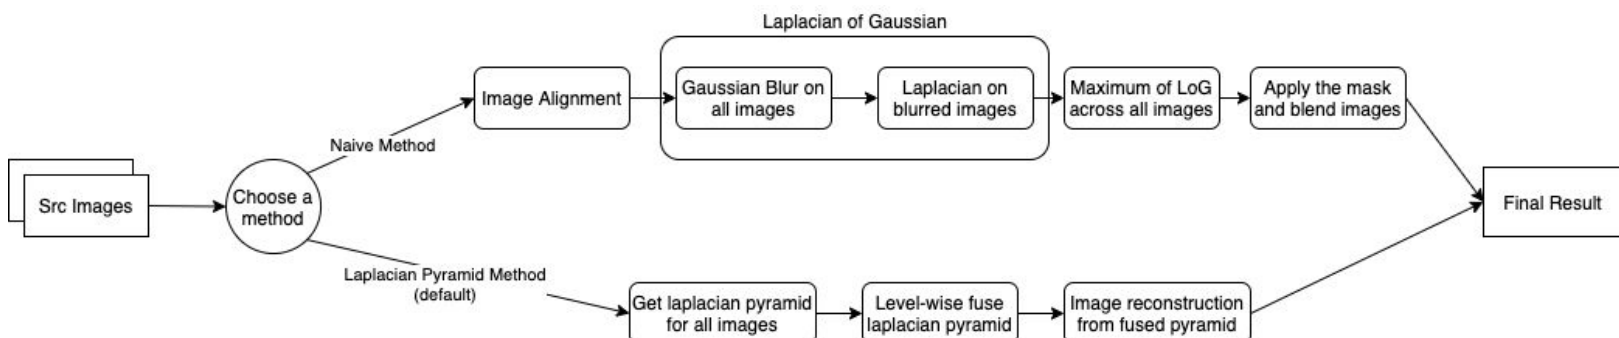 Laplacian of Gaussian
Src Images
Choose a
method
Naive Method
Image Alignment
Gaussian Blur on
all images
Laplacian on
blurred images
Maximum of LoG
across all images
Apply the mask
and blend images
Laplacian Pyramid Method
(default)
Get laplacian pyramid
for all images
Level-wise fuse
laplacian pyramid
Image reconstruction
from fused pyramid
Final Result